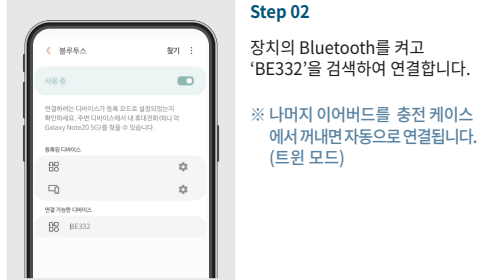 Step 02
장치의 Bluetooth를 켜고
‘BE332’을 검색하여 연결합니다.
※ 나머지 이어버드를 충전 케이스
에서 꺼내면 자동으로 연결됩니다.
(트윈 모드)
블루투스
찾기
사용 중
연결하려는 디바이스가 등록 모드로 설정되었는지
확인하세요. 주변 디바이스에서 내 휴대전화(하니 의
Galaxy Note20 5G)를 찾을 수 있습니다.
등록된 디바이스
연결 가능한 디바이스
BE332